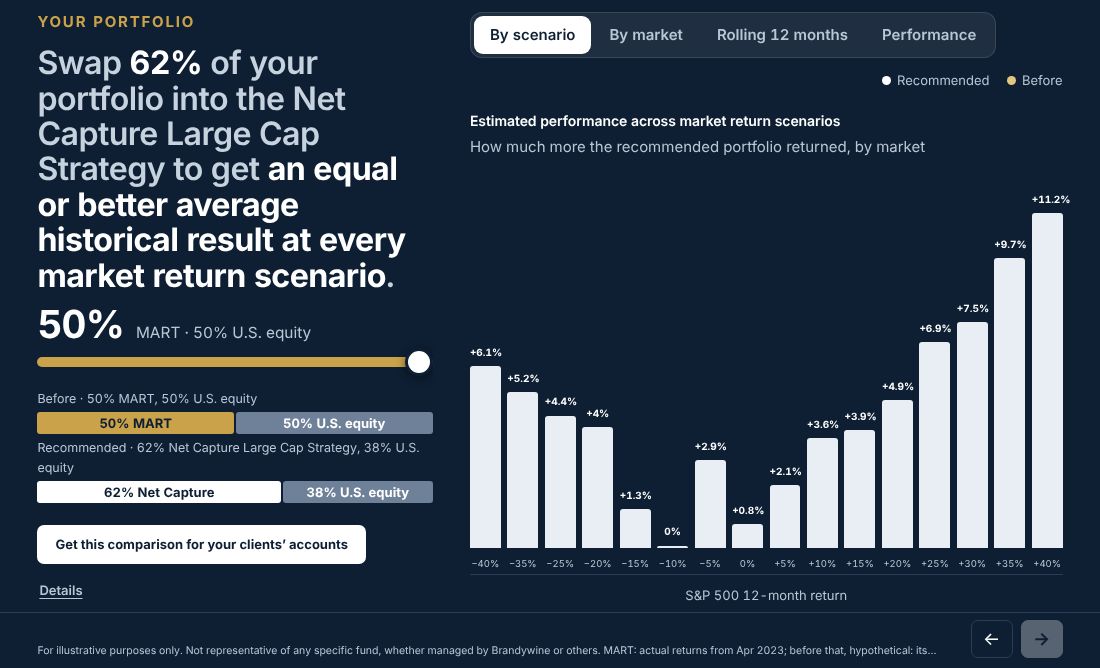 YOUR PORTFOLIO
Swap 62% of your
portfolio into the Net
Capture Large Cap
Strategy to get an equal
or better average
historical result at every
market return scenario.
50% MART · 50% U.S. equity
Before · 50% MART, 50% U.S. equity
50% MART 50% U.S. equity
Recommended · 62% Net Capture Large Cap Strategy, 38% U.S.
equity
62% Net Capture 38% U.S. equity
Get this comparison for your clients’ accounts
Details
By scenario By market Rolling 12 months Performance
Recommended Before
Estimated performance across market return scenarios
How much more the recommended portfolio returned, by market
+6.1% +5.2% +4.4% +4% +1.3% 0% +2.9% +0.8% +2.1% +3.6% +3.9% +4.9% +6.9% +7.5% +9.7% +11.2%
−40% −35% −25% −20% −15% −10% −5% 0% +5% +10% +15% +20% +25% +30% +35% +40%
S&P 500 12-month return
For illustrative purposes only. Not representative of any specific fund, whether managed by Brandywine or others. MART: actual returns from Apr 2023; before that, hypothetical: its…